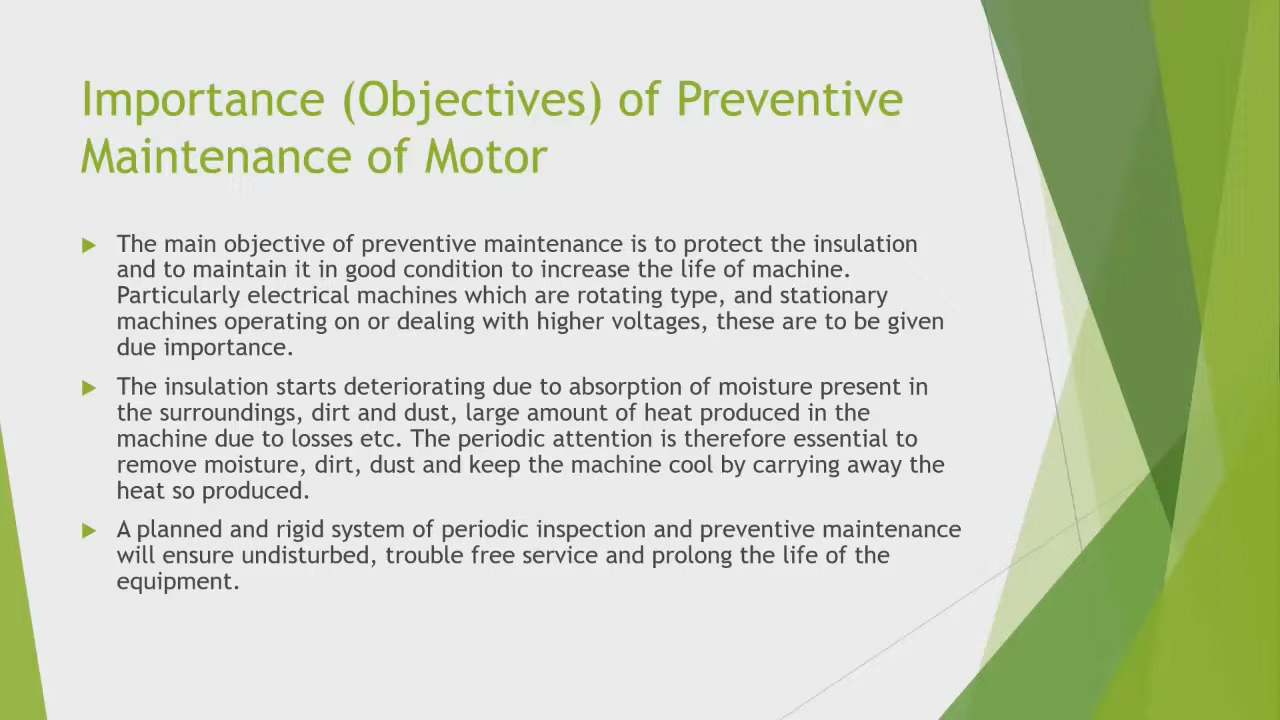 Importance (Objectives) of Preventive
Maintenance of Motor
The main objective of preventive maintenance is to protect the insulation
and to maintain it in good condition to increase the life of machine.
Particularly electrical machines which are rotating type, and stationary
machines operating on or dealing with higher voltages, these are to be given
due importance.
The insulation starts deteriorating due to absorption of moisture present in
the surroundings, dirt and dust, large amount of heat produced in the
machine due to losses etc. The periodic attention is therefore essential to
remove moisture, dirt, dust and keep the machine cool by carrying away the
heat so produced.
A planned and rigid system of periodic inspection and preventive maintenance
will ensure undisturbed, trouble free service and prolong the life of the
equipment.